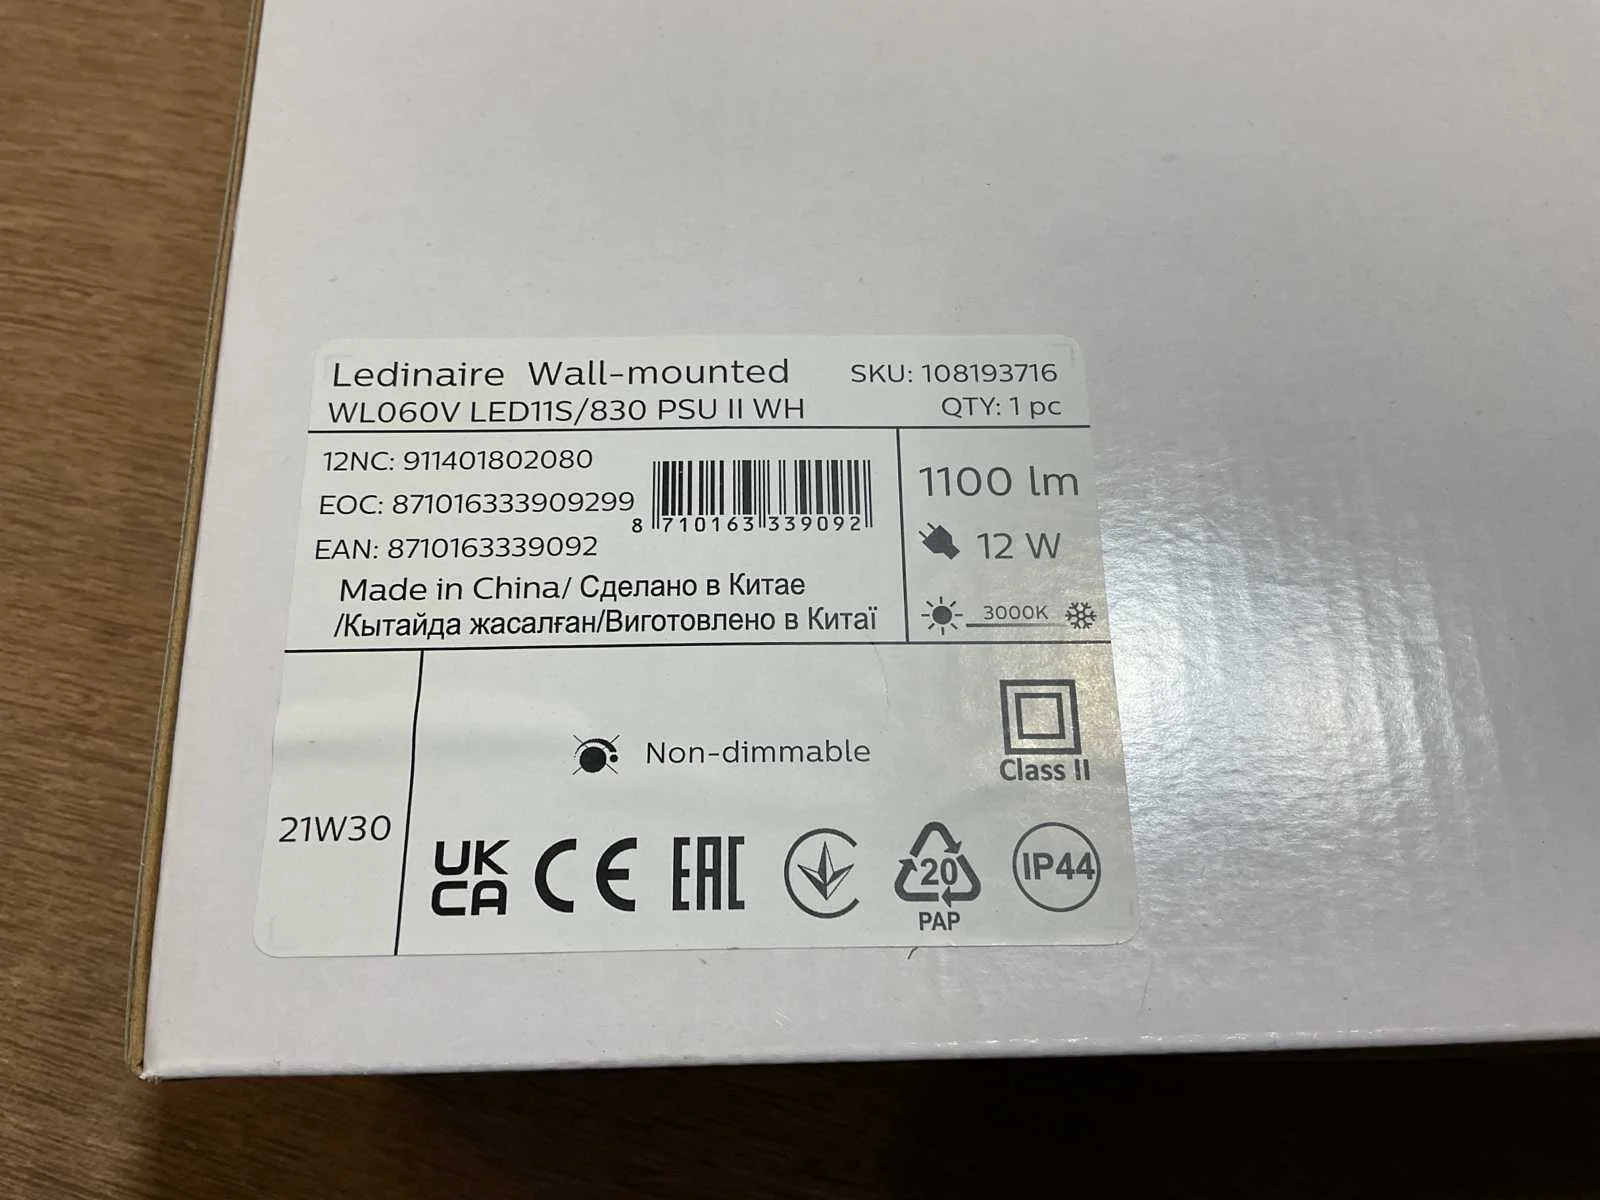 Ledinaire Wall-mounted SKU: 108193716
WL060V LED11S/830 PSU II WH QTY: 1 pc
12NC: 911401802080
EOC: 871016333909299
EAN: 8710163339092
8 710163 339092
Made in China/ Сделано в Китае
/Кытайда жасалған/Виготовлено в Китаї
1100 lm
12 W
3000K
Non-dimmable
Class II
21W30
UK
CA
CE
EAC
20
PAP
IP44